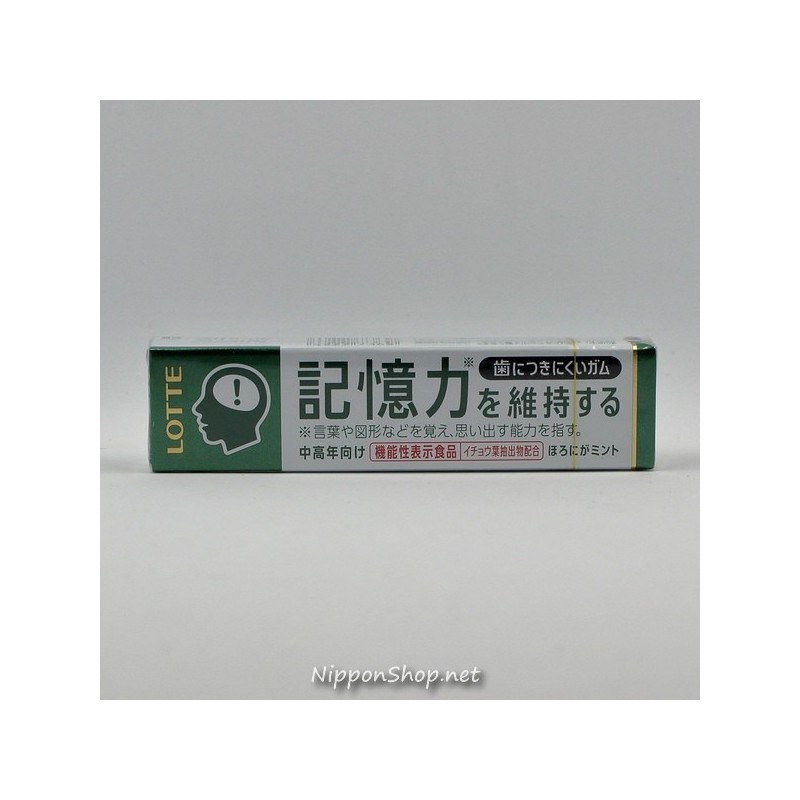 LOTTE
!
歯につきにくいガム
記憶力※を維持する
※言葉や図形などを覚え、思い出す能力を指す。
中高年向け 機能性表示食品 イチョウ葉抽出物配合 ほろにがミント
NipponShop.net